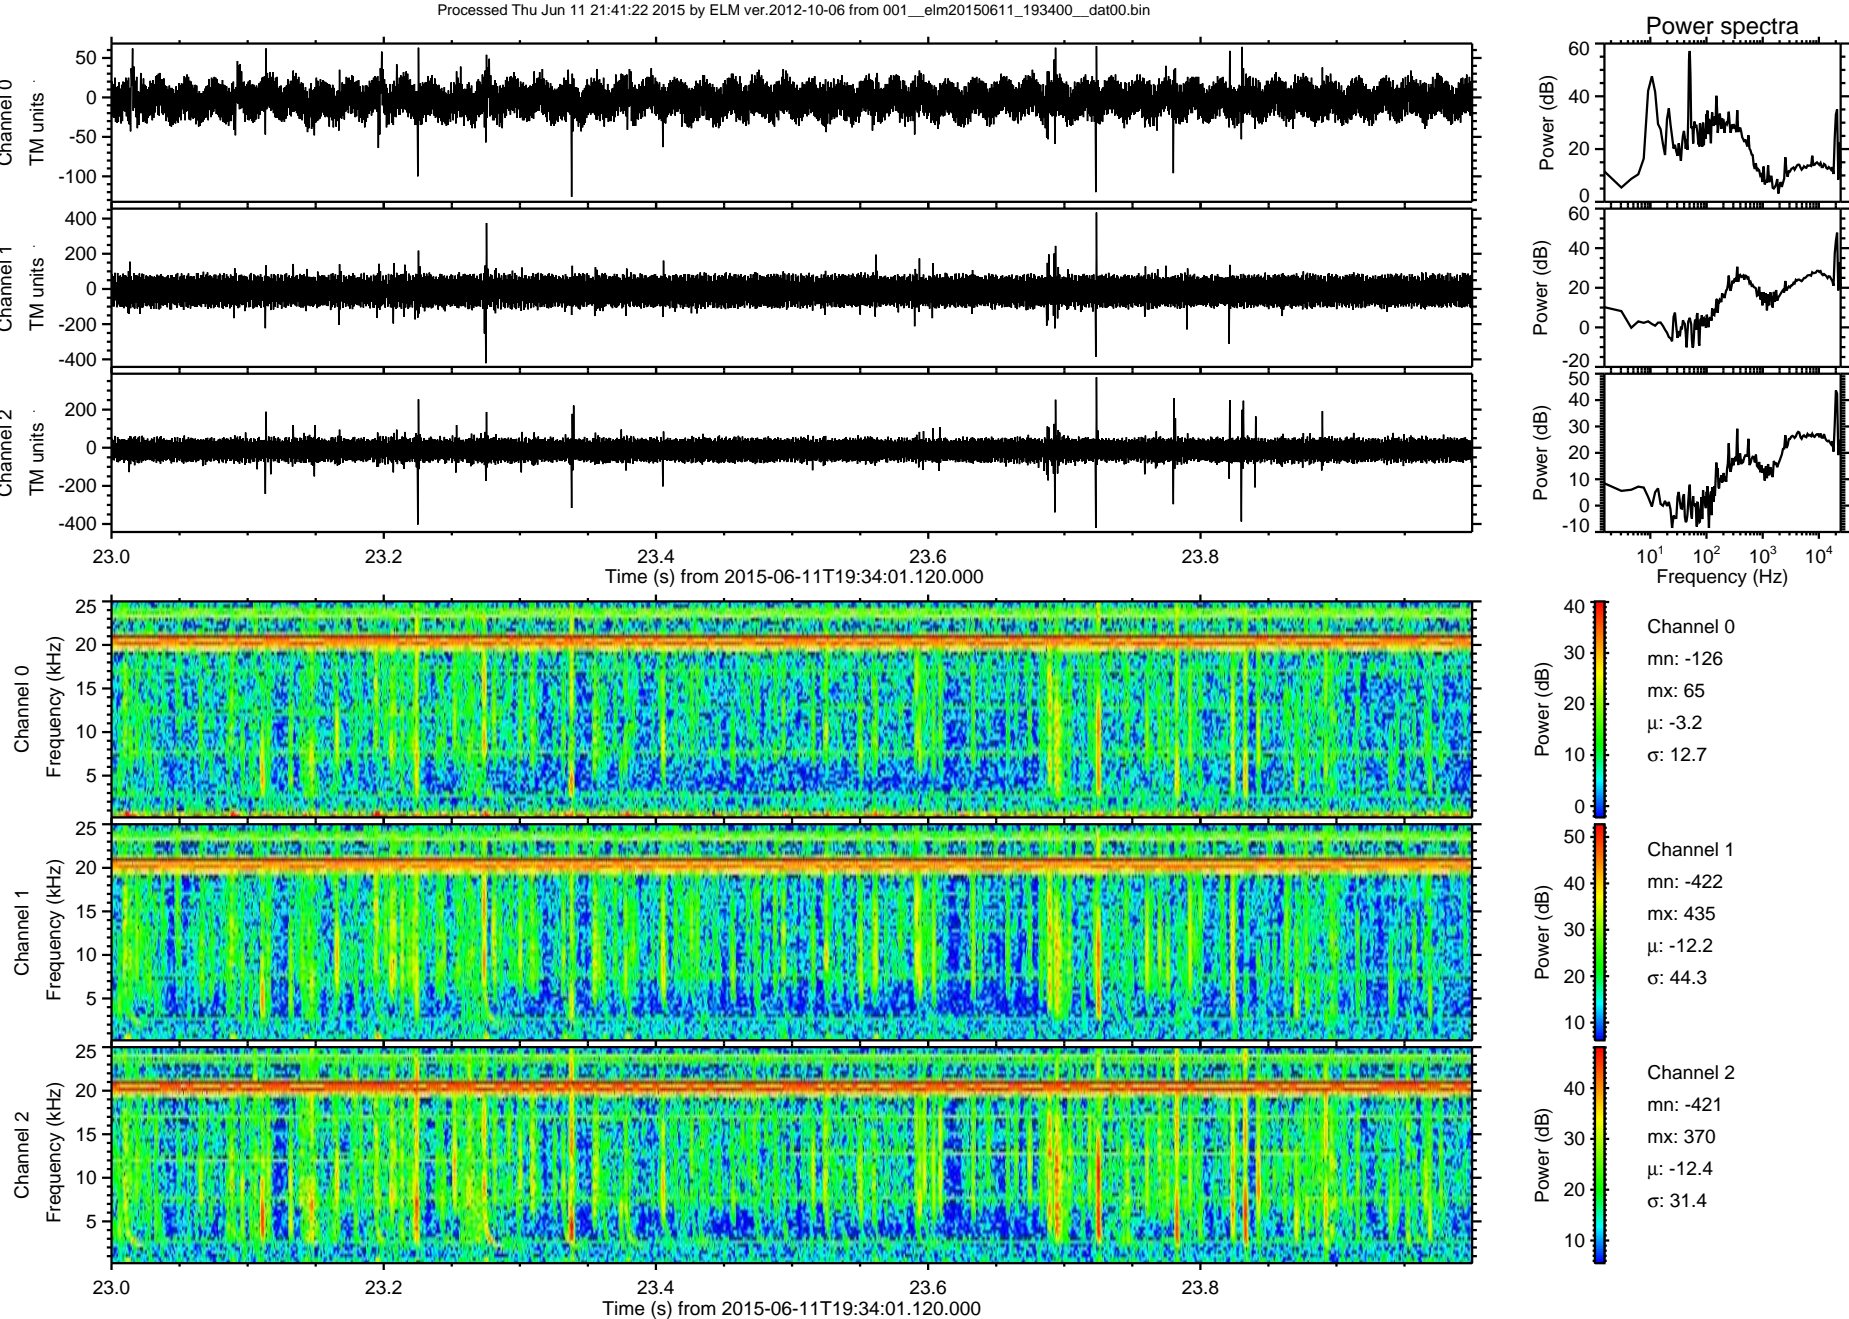 Processed Thu Jun 11 21:41:22 2015 by ELM ver.2012-10-06 from 001__elm20150611_193400__dat00.bin
Power spectra
Channel 0
TM units
50
0
-50
-100
Power (dB)
60
40
20
0
Channel 1
TM units
400
200
0
-200
-400
Power (dB)
60
40
20
0
-20
Channel 2
TM units
200
0
-200
-400
Power (dB)
50
40
30
20
10
0
-10
23.0 23.2 23.4 23.6 23.8
Time (s) from 2015-06-11T19:34:01.120.000
10¹ 10² 10³ 10⁴
Frequency (Hz)
Channel 0
Frequency (kHz)
25
20
15
10
5
Power (dB)
40
30
20
10
0
Channel 0
mn: -126
mx: 65
μ: -3.2
σ: 12.7
Channel 1
Frequency (kHz)
25
20
15
10
5
Power (dB)
50
40
30
20
10
Channel 1
mn: -422
mx: 435
μ: -12.2
σ: 44.3
Channel 2
Frequency (kHz)
25
20
15
10
5
Power (dB)
40
30
20
10
Channel 2
mn: -421
mx: 370
μ: -12.4
σ: 31.4
23.0 23.2 23.4 23.6 23.8
Time (s) from 2015-06-11T19:34:01.120.000